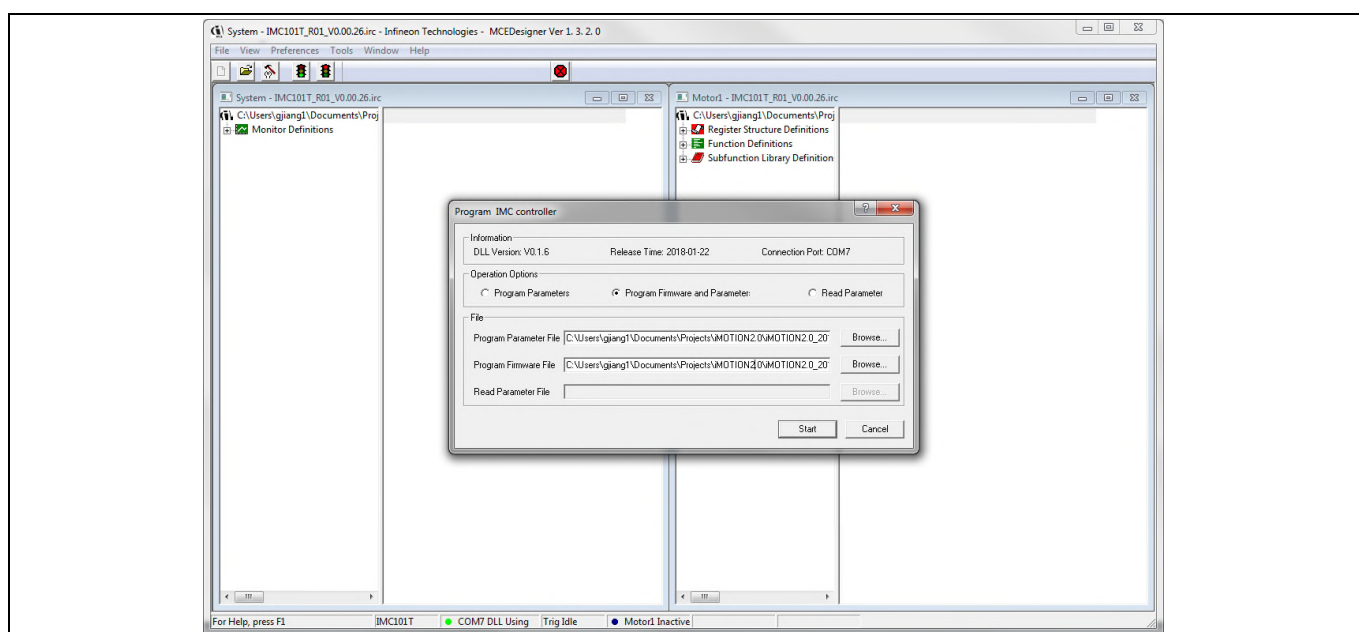 System - IMC101T_R01_V0.00.26.irc - Infineon Technologies - MCEDesigner Ver 1. 3. 2. 0
File View Preferences Tools Window Help
System - IMC101T_R01_V0.00.26.irc
C:\Users\gjiang1\Documents\Proj
Monitor Definitions
Motor1 - IMC101T_R01_V0.00.26.irc
C:\Users\gjiang1\Documents\Proj
Register Structure Definitions
Function Definitions
Subfunction Library Definition
Program IMC controller
Information
DLL Version: V0.1.6 Release Time: 2018-01-22 Connection Port: COM7
Operation Options
Program Parameters Program Firmware and Parameter: Read Parameter
File
Program Parameter File C:\Users\gjiang1\Documents\Projects\iMOTION2.0\iMOTION2.0_20 Browse...
Program Firmware File C:\Users\gjiang1\Documents\Projects\iMOTION2.0\iMOTION2.0_20 Browse...
Read Parameter File Browse...
Start Cancel
For Help, press F1 IMC101T COM7 DLL Using Trig Idle Motor1 Inactive